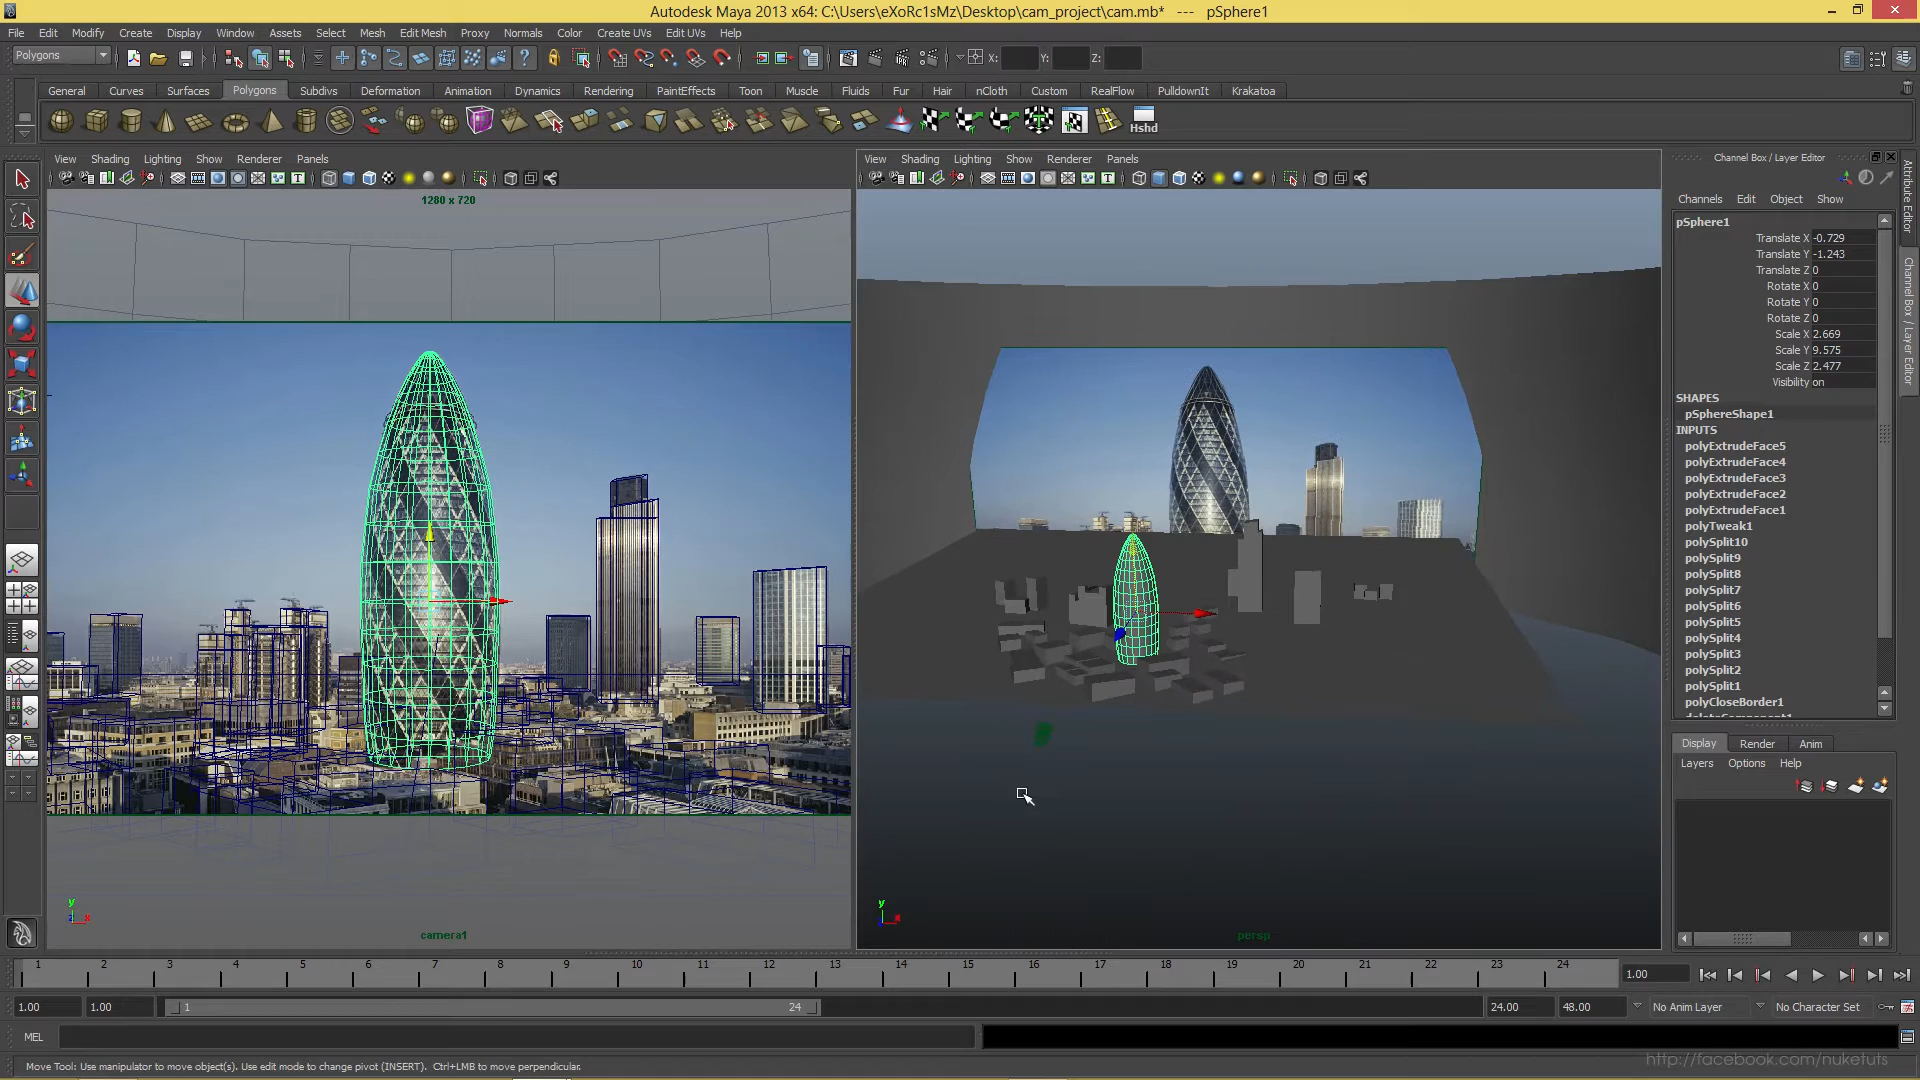 Autodesk Maya 2013 x64: C:\Users\eXoRc1sMz\Desktop\cam_project\cam.mb* --- pSphere1
File Edit Modify Create Display Window Assets Select Mesh Edit Mesh Proxy Normals Color Create UVs Edit UVs Help
Polygons X: Y: Z:
General Curves Surfaces Polygons Subdivs Deformation Animation Dynamics Rendering PaintEffects Toon Muscle Fluids Fur Hair nCloth Custom RealFlow PulldownIt Krakatoa
Hshd
View Shading Lighting Show Renderer Panels
1280 x 720
y
x
camera1
View Shading Lighting Show Renderer Panels
y
x
persp
Channel Box / Layer Editor
Channels Edit Object Show
pSphere1
Translate X -0.729
Translate Y -1.243
Translate Z 0
Rotate X 0
Rotate Y 0
Rotate Z 0
Scale X 2.669
Scale Y 9.575
Scale Z 2.477
Visibility on
SHAPES
pSphereShape1
INPUTS
polyExtrudeFace5
polyExtrudeFace4
polyExtrudeFace3
polyExtrudeFace2
polyExtrudeFace1
polyTweak1
polySplit10
polySplit9
polySplit8
polySplit7
polySplit6
polySplit5
polySplit4
polySplit3
polySplit2
polySplit1
polyCloseBorder1
deleteComponent1
Display Render Anim
Layers Options Help
Attribute Editor
Channel Box / Layer Editor
1 2 3 4 5 6 7 8 9 10 11 12 13 14 15 16 17 18 19 20 21 22 23 24 1.00
1.00 1.00 1 24 24.00 48.00 No Anim Layer No Character Set
MEL
Move Tool: Use manipulator to move object(s). Use edit mode to change pivot (INSERT). Ctrl+LMB to move perpendicular.
http://facebook.com/nuketuts